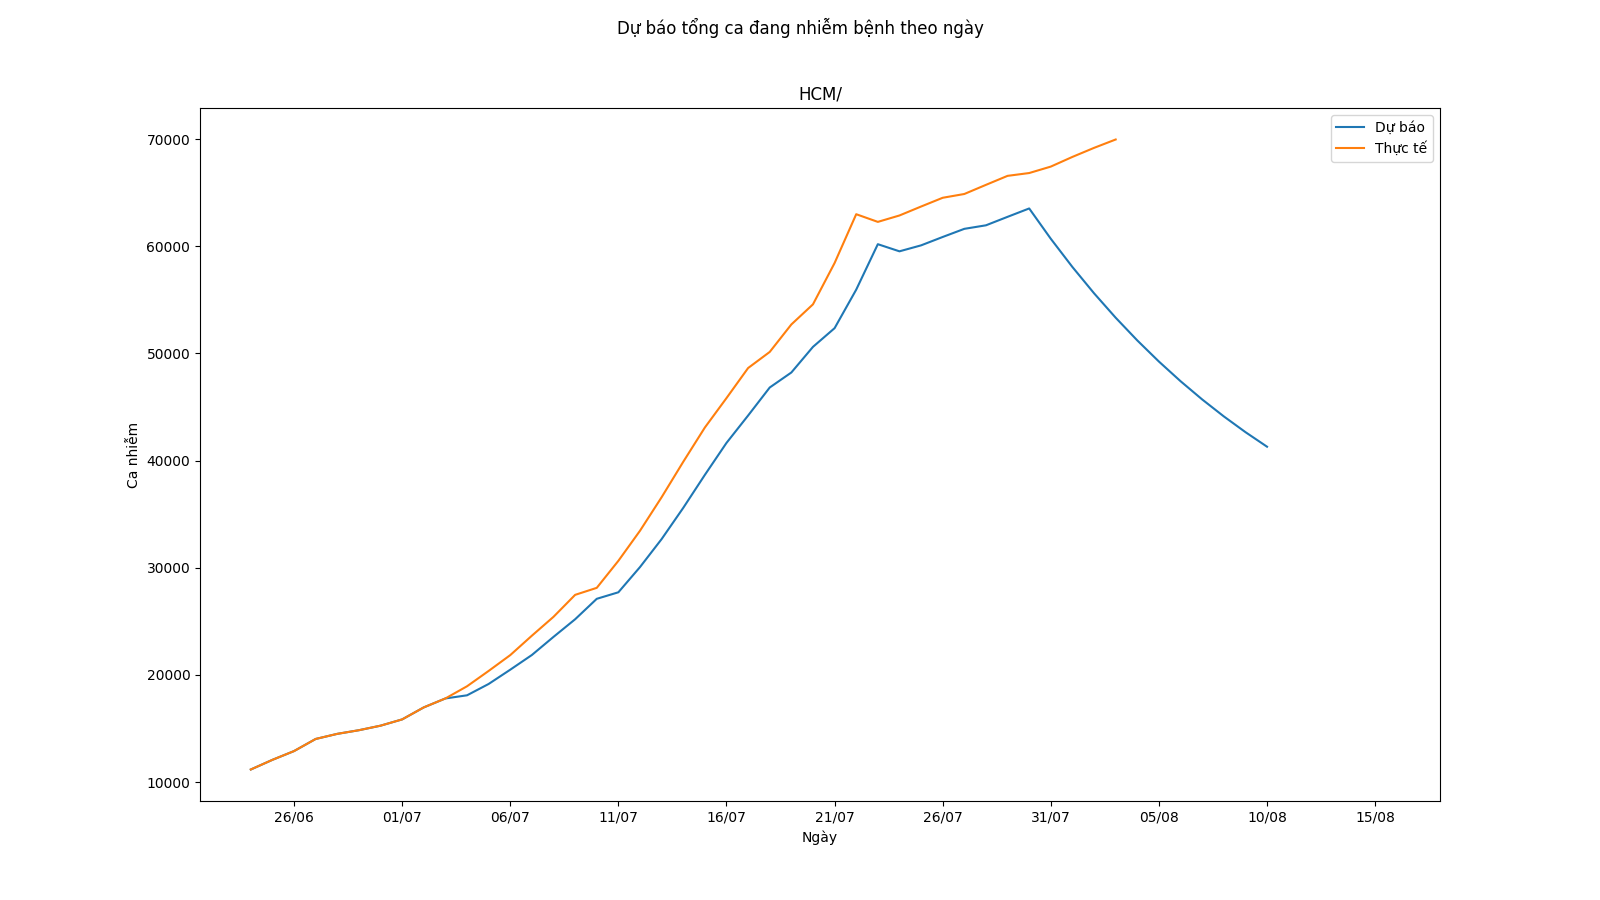 Dự báo tổng ca đang nhiễm bệnh theo ngày
HCM/
Dự báo
Thực tế
70000
60000
50000
40000
30000
20000
10000
Ca nhiễm
26/06 01/07 06/07 11/07 16/07 21/07 26/07 31/07 05/08 10/08 15/08
Ngày